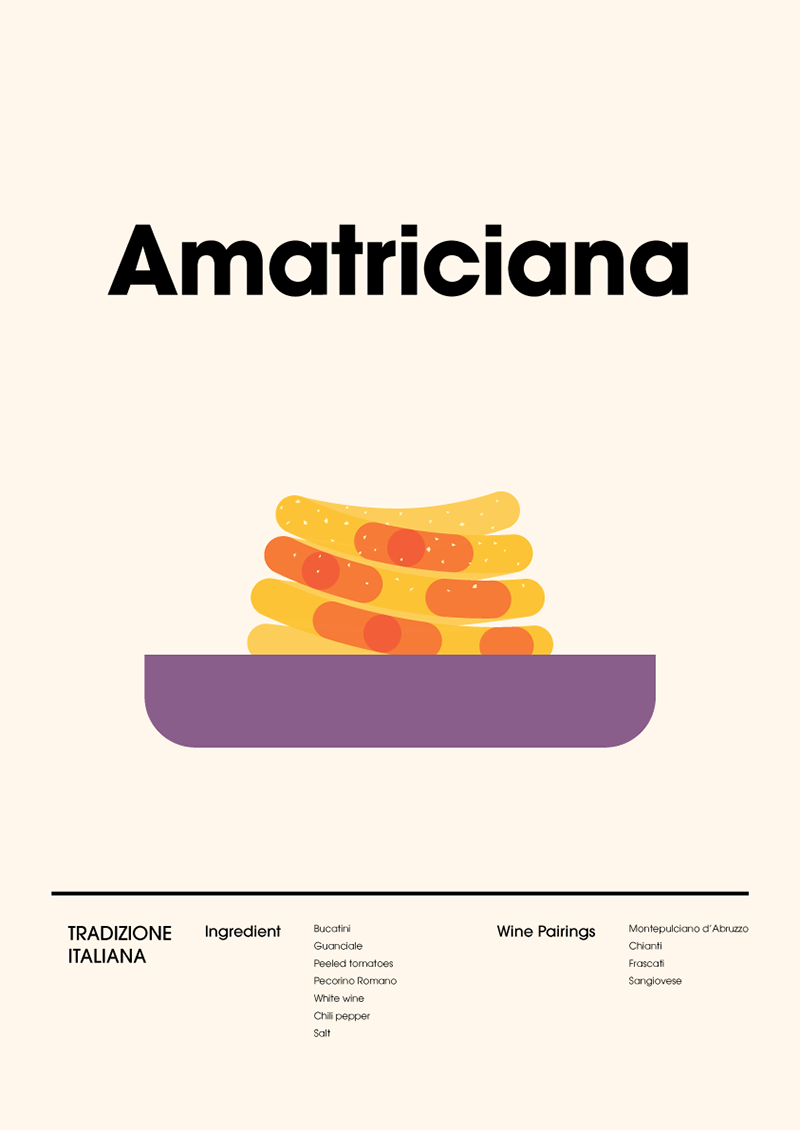 Amatriciana
TRADIZIONE
ITALIANA
Ingredient
Bucatini
Guanciale
Peeled tomatoes
Pecorino Romano
White wine
Chili pepper
Salt
Wine Pairings
Montepulciano d'Abruzzo
Chianti
Frascati
Sangiovese